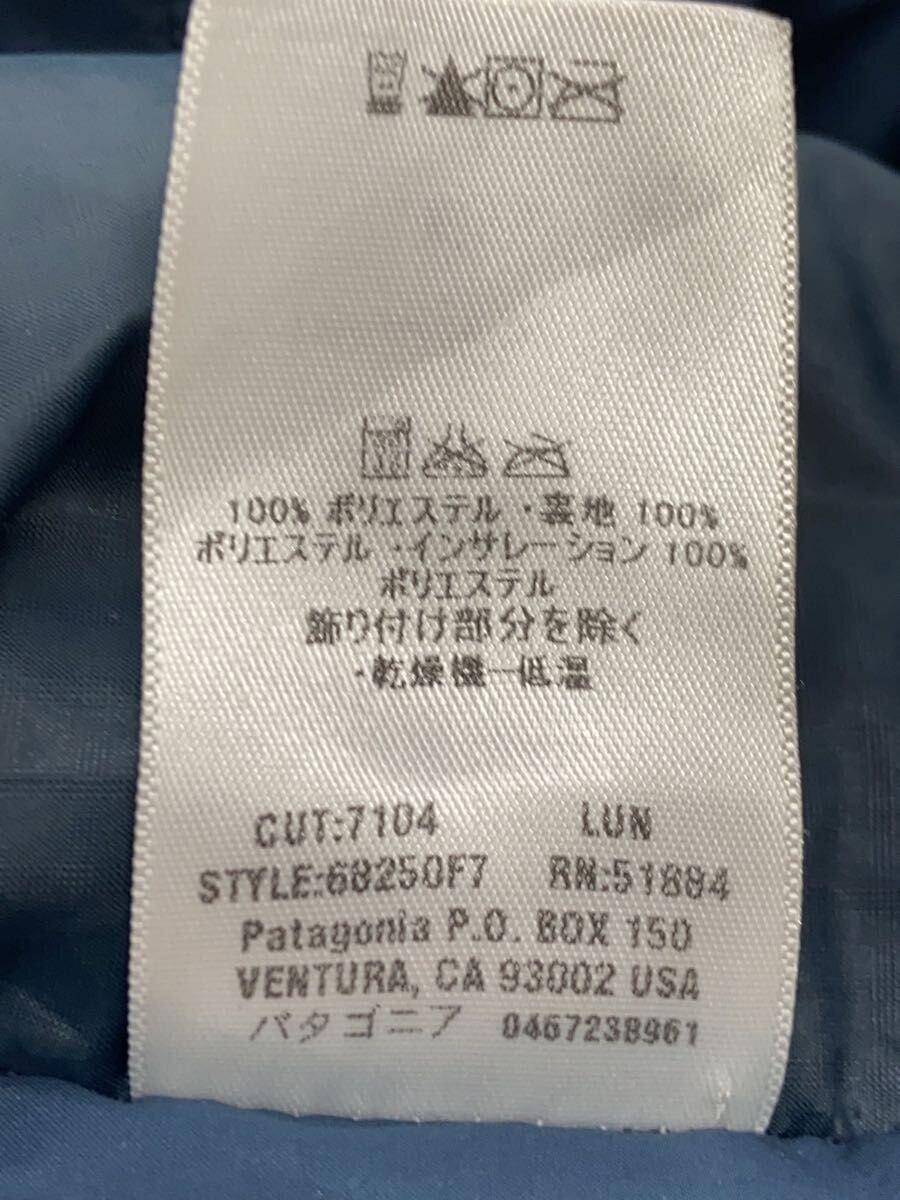 100% ポリエステル ・裏地 100%
ポリエステル ・インサレーション 100%
ポリエステル
飾り付け部分を除く
・乾燥機ー低温
CUT:7104 LUN
STYLE:68250F7 RN:51884
Patagonia P.O. BOX 150
VENTURA, CA 93002 USA
パタゴニア 0467238961